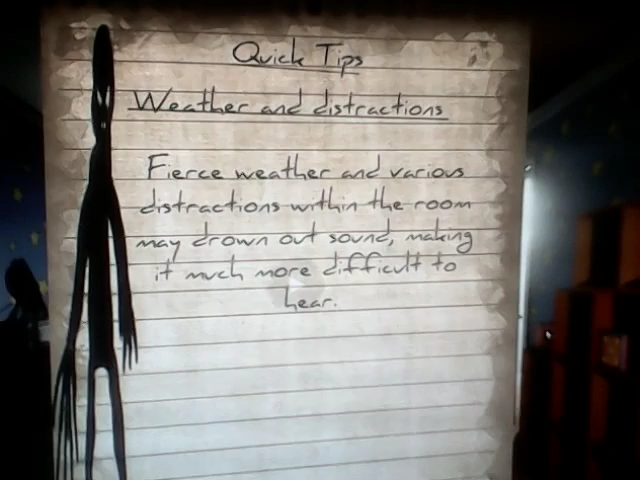 Quick Tips
Weather and distractions
Fierce weather and various
distractions within the room
may drown out sound, making
it much more difficult to
hear.